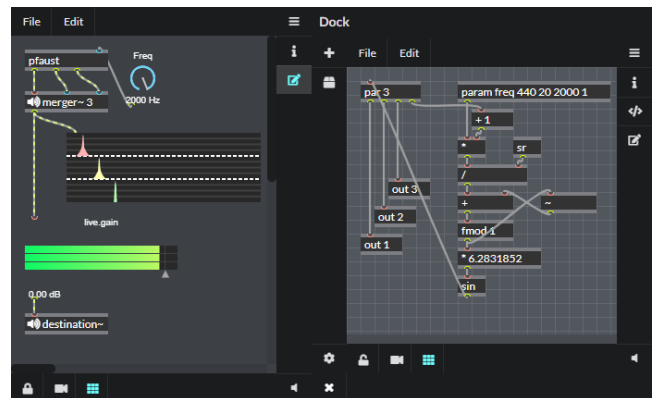 File Edit
pfaust
Freq
merger~ 3
2000 Hz
live.gain
0.00 dB
destination~
Dock
File Edit
par 3
param freq 440 20 2000 1
+ 1
*
sr
/
out 3
+
~
out 2
fmod 1
out 1
* 6.2831852
sin